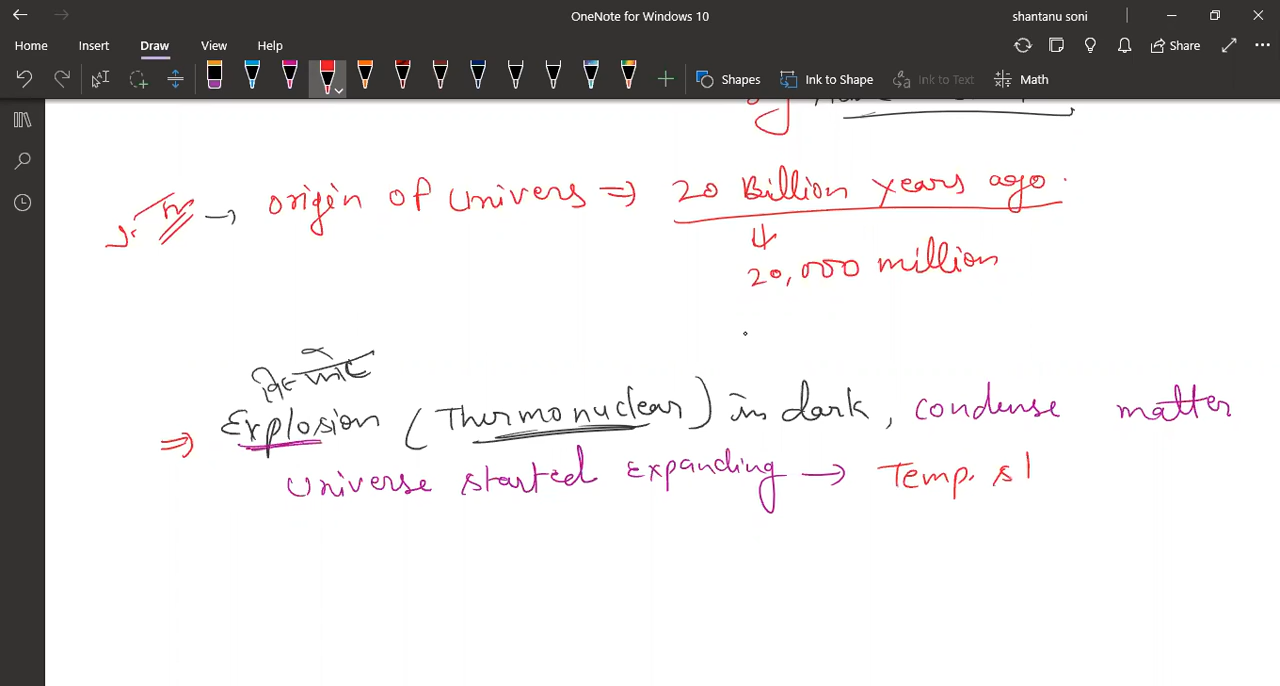 OneNote for Windows 10
shantanu soni
Home Insert Draw View Help
Share
Shapes Ink to Shape Ink to Text Math
→ origin of Univers ⇒ 20 Billion years ago.
20,000 million
⇒ Explosion (Thermonuclear) in dark, condense matter
Universe started expanding → Temp. sl